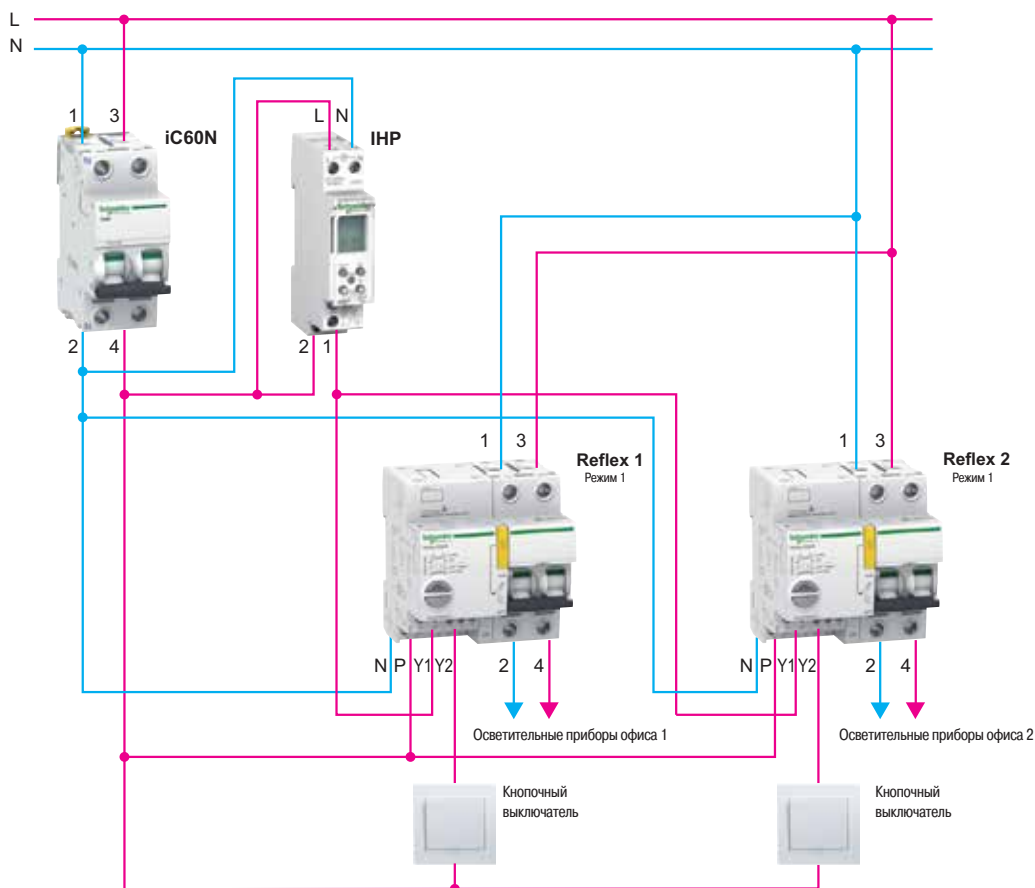 L
N
1 3
iC60N
L N
IHP
2 4
2 1
1 3
Reflex 1
Режим 1
1 3
Reflex 2
Режим 1
N P Y1 Y2 2 4
N P Y1 Y2 2 4
Осветительные приборы офиса 1
Осветительные приборы офиса 2
Кнопочный
выключатель
Кнопочный
выключатель